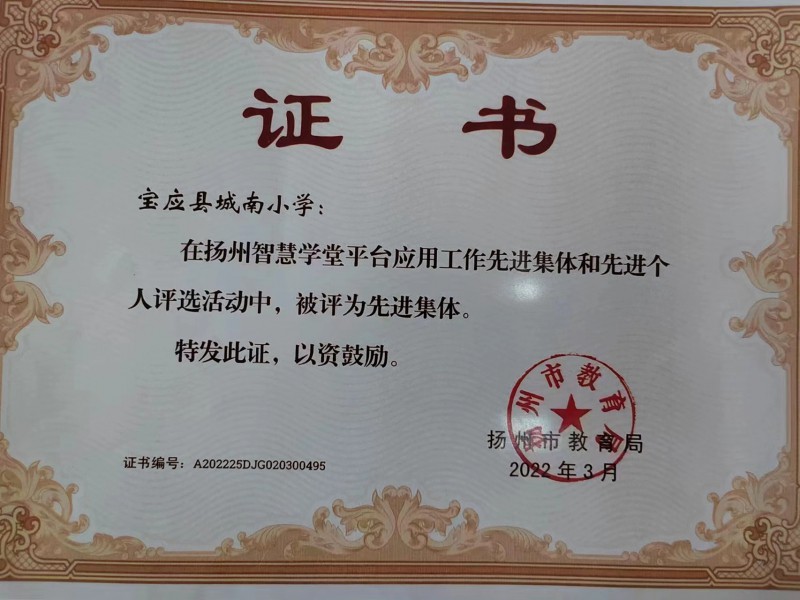 证书
宝应县城南小学：
在扬州智慧学堂平台应用工作先进集体和先进个
人评选活动中，被评为先进集体。
特发此证，以资鼓励。
扬州市教育局
扬州市教育局
2022年3月
证书编号：A202225DJG020300495